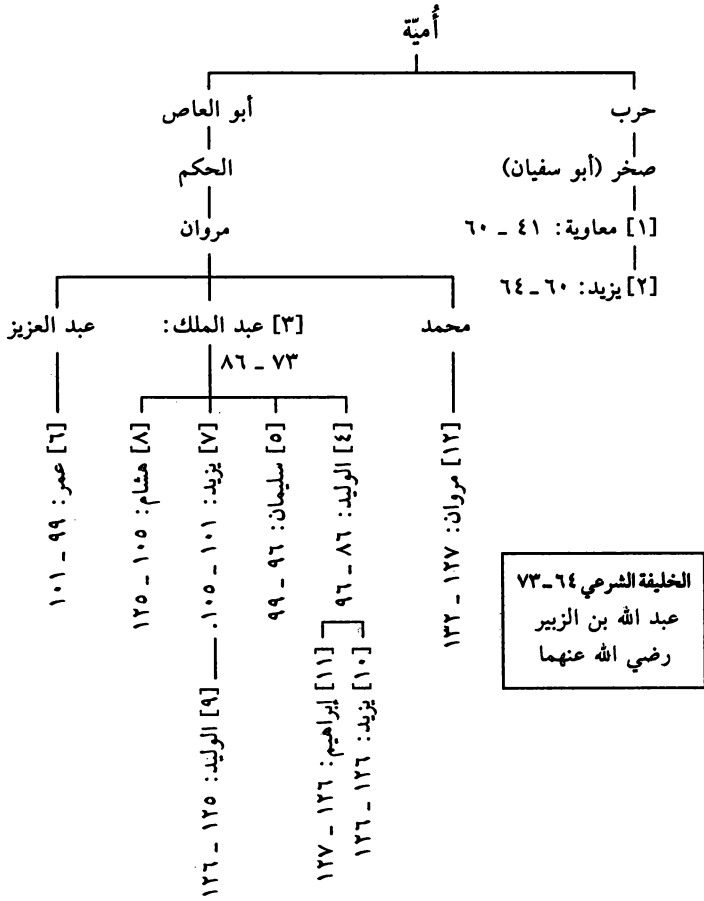 أُميّة
حرب
أبو العاص
صخر (أبو سفيان)
الحكم
[١] معاوية: ٤١ ـ ٦٠
مروان
[٢] يزيد: ٦٠ ـ ٦٤
محمد
[٣] عبد الملك:
٧٣ ـ ٨٦
عبد العزيز
[١٢] مروان: ١٢٧ ـ ١٣٢
[٤] الوليد: ٨٦ ـ ٩٦
[٥] سليمان: ٩٦ ـ ٩٩
[٧] يزيد: ١٠١ ـ ١٠٥.
[٨] هشام: ١٠٥ ـ ١٢٥
[٦] عمر: ٩٩ ـ ١٠١
[١٠] يزيد: ١٢٦ ـ ١٢٦
[١١] إبراهيم: ١٢٦ ـ ١٢٧
[٩] الوليد: ١٢٥ ـ ١٢٦
الخليفة الشرعي ٦٤ـ٧٣
عبد الله بن الزبير
رضي الله عنهما